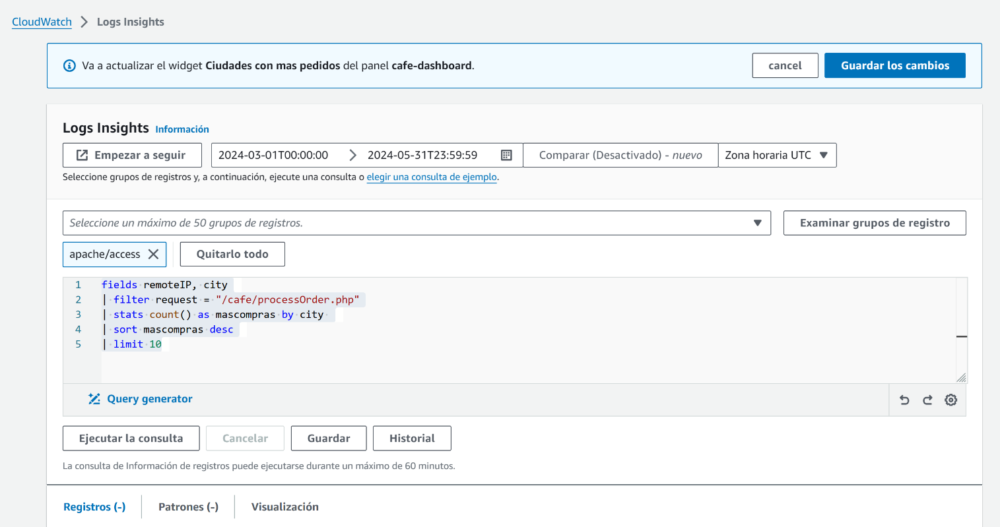 CloudWatch > Logs Insights
Va a actualizar el widget Ciudades con mas pedidos del panel cafe-dashboard.
cancel
Guardar los cambios
Logs Insights Información
Empezar a seguir
2024-03-01T00:00:00 > 2024-05-31T23:59:59
Comparar (Desactivado) - nuevo
Zona horaria UTC
Seleccione grupos de registros y, a continuación, ejecute una consulta o elegir una consulta de ejemplo.
Seleccione un máximo de 50 grupos de registros.
Examinar grupos de registro
apache/access
Quitarlo todo
1 fields remoteIP, city
2 | filter request = "/cafe/processOrder.php"
3 | stats count() as mascompras by city
4 | sort mascompras desc
5 | limit 10
Query generator
Ejecutar la consulta
Cancelar
Guardar
Historial
La consulta de Información de registros puede ejecutarse durante un máximo de 60 minutos.
Registros (-)
Patrones (-)
Visualización